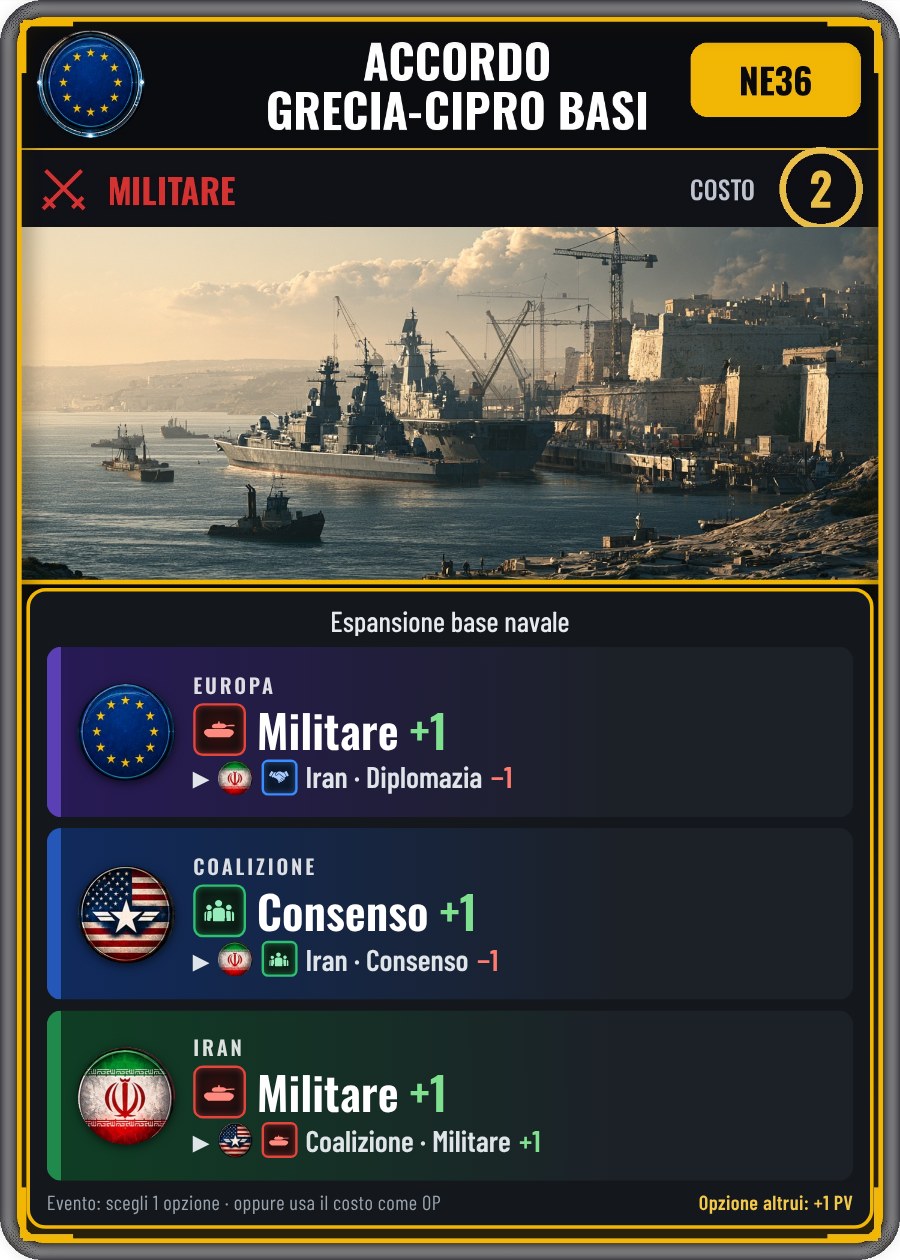 ACCORDO
GRECIA-CIPRO BASI
NE36
MILITARE
COSTO
2
Espansione base navale
EUROPA
Militare +1
▶ Iran · Diplomazia −1
COALIZIONE
Consenso +1
▶ Iran · Consenso −1
IRAN
Militare +1
▶ Coalizione · Militare +1
Evento: scegli 1 opzione · oppure usa il costo come OP
Opzione altrui: +1 PV